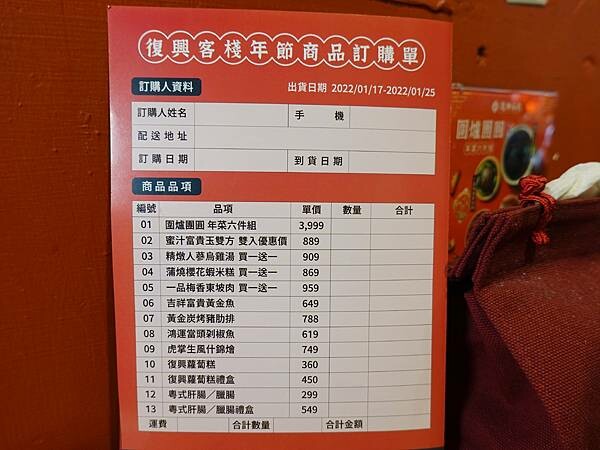 復興客棧年節商品訂購單
訂購人資料 出貨日期 2022/01/17-2022/01/25
訂購人姓名 手機
配送地址
訂購日期 到貨日期
商品品項
編號 品項 單價 數量 合計
01 圍爐團圓 年菜六件組 3,999
02 蜜汁富貴玉雙方 雙入優惠價 889
03 精燉人蔘烏雞湯 買一送一 909
04 蒲燒櫻花蝦米糕 買一送一 869
05 一品梅香東坡肉 買一送一 959
06 吉祥富貴黃金魚 649
07 黃金炭烤豬肋排 788
08 鴻運當頭剁椒魚 619
09 虎掌生風什錦燴 749
10 復興蘿蔔糕 360
11 復興蘿蔔糕禮盒 450
12 粵式肝腸／臘腸 299
13 粵式肝腸／臘腸禮盒 549
運費 合計數量 合計金額
圍爐團圓